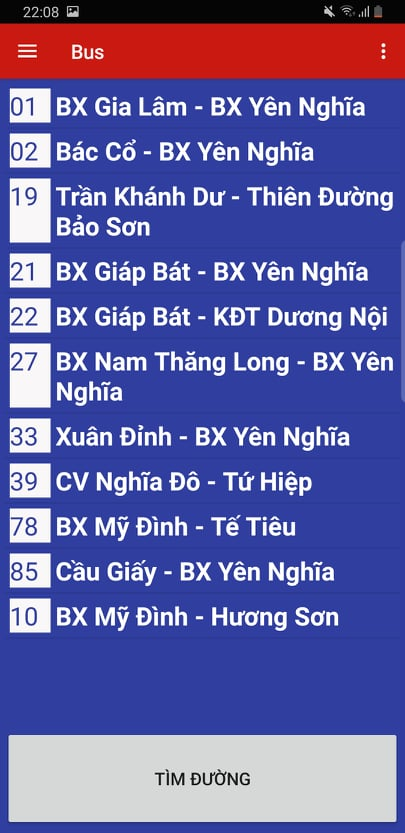 22:08
Bus
01 BX Gia Lâm - BX Yên Nghĩa
02 Bác Cổ - BX Yên Nghĩa
19 Trần Khánh Dư - Thiên Đường
Bảo Sơn
21 BX Giáp Bát - BX Yên Nghĩa
22 BX Giáp Bát - KĐT Dương Nội
27 BX Nam Thăng Long - BX Yên
Nghĩa
33 Xuân Đỉnh - BX Yên Nghĩa
39 CV Nghĩa Đô - Tứ Hiệp
78 BX Mỹ Đình - Tế Tiêu
85 Cầu Giấy - BX Yên Nghĩa
10 BX Mỹ Đình - Hương Sơn
TÌM ĐƯỜNG